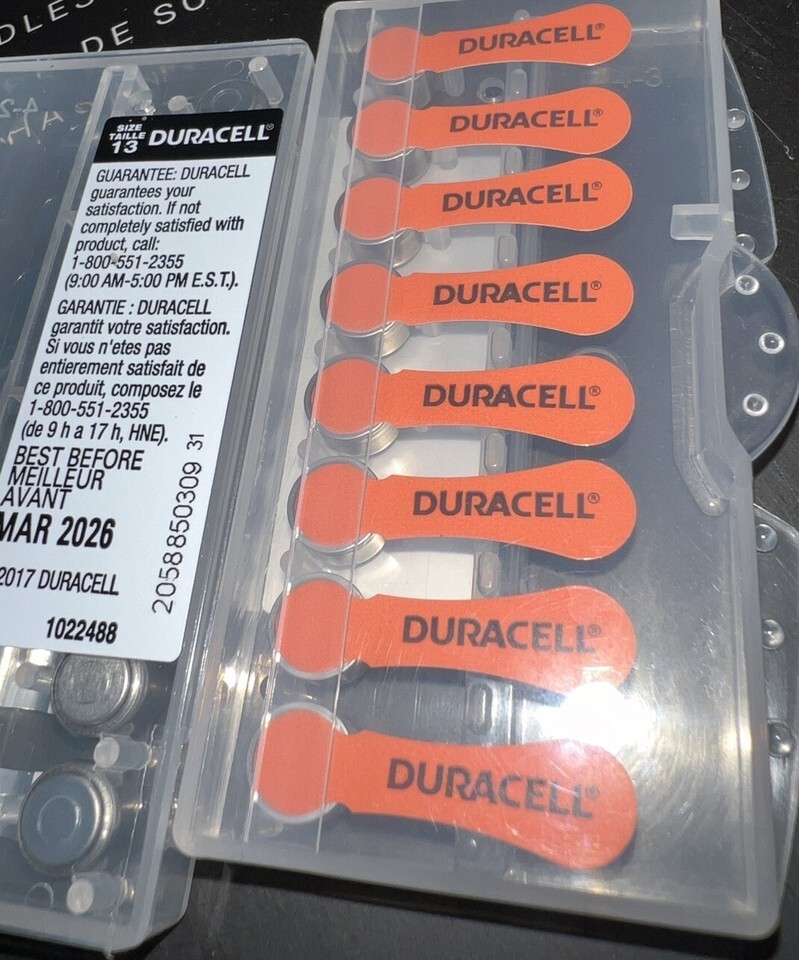 DLES
DE SO
SIZE
TAILLE
13
DURACELL®
GUARANTEE: DURACELL
guarantees your
satisfaction. If not
completely satisfied with
product, call:
1-800-551-2355
(9:00 AM-5:00 PM E.S.T.).
GARANTIE : DURACELL
garantit votre satisfaction.
Si vous n'etes pas
entierement satisfait de
ce produit, composez le
1-800-551-2355
(de 9 h a 17 h, HNE).
BEST BEFORE
MEILLEUR
AVANT
MAR 2026
2017 DURACELL
1022488
2058850309 31
DURACELL®
DURACELL®
DURACELL®
DURACELL®
DURACELL®
DURACELL®
DURACELL®
DURACELL®